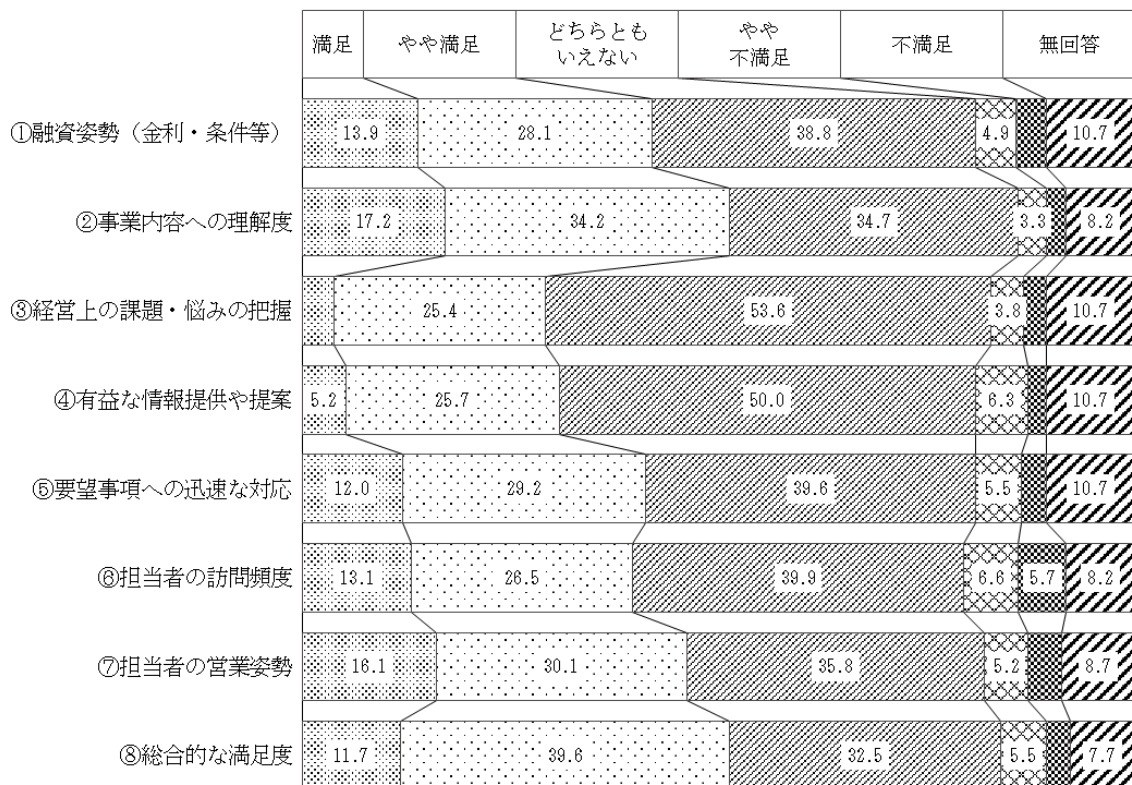 満足 やや満足 どちらとも やや 不満足 無回答
いえない 不満足
①融資姿勢（金利・条件等） 13.9 28.1 38.8 4.9 10.7
②事業内容への理解度 17.2 34.2 34.7 3.3 8.2
③経営上の課題・悩みの把握 25.4 53.6 3.8 10.7
④有益な情報提供や提案 5.2 25.7 50.0 6.3 10.7
⑤要望事項への迅速な対応 12.0 29.2 39.6 5.5 10.7
⑥担当者の訪問頻度 13.1 26.5 39.9 6.6 5.7 8.2
⑦担当者の営業姿勢 16.1 30.1 35.8 5.2 8.7
⑧総合的な満足度 11.7 39.6 32.5 5.5 7.7